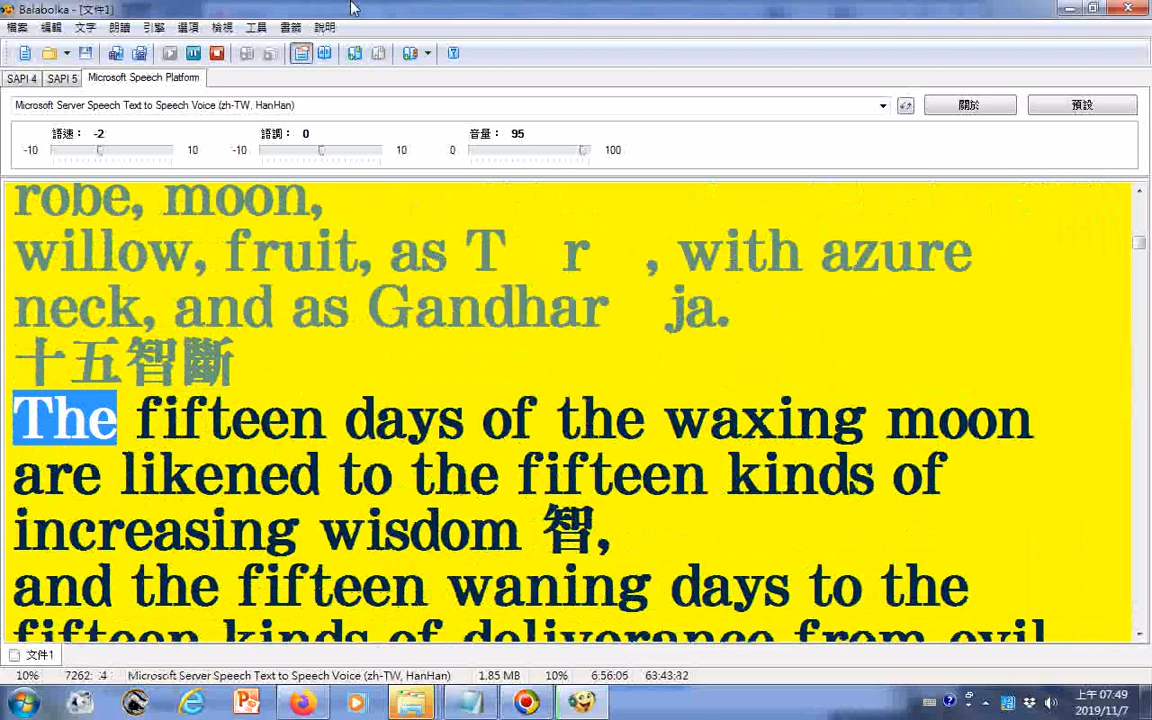 Balabolka - [文件1]
檔案 編輯 文字 朗讀 引擎 選項 檢視 工具 書籤 說明
SAPI 4 SAPI 5 Microsoft Speech Platform
Microsoft Server Speech Text to Speech Voice (zh-TW, HanHan) 關於 預設
語速： -2 語調： 0 音量： 95
-10 10 -10 10 0 100
robe, moon,
willow, fruit, as T r , with azure
neck, and as Gandhar ja.
十五智斷
The fifteen days of the waxing moon
are likened to the fifteen kinds of
increasing wisdom 智,
and the fifteen waning days to the
fifteen kinds of deliverance from evil
文件1
10% 7262: :4 Microsoft Server Speech Text to Speech Voice (zh-TW, HanHan) 1.85 MB 10% 6:56:05 63:43:32
上午 07:49
2019/11/7